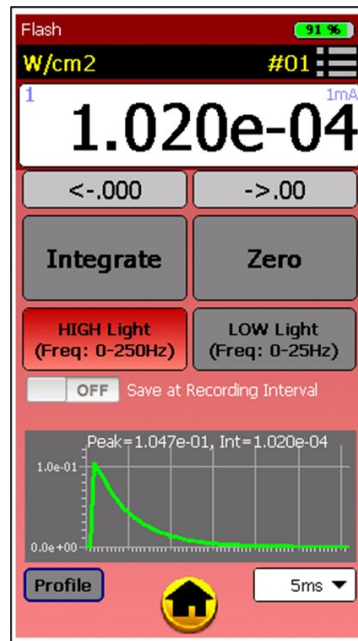 Flash 91 %
W/cm2 #01
1 1mA
1.020e-04
<-.000 ->.00
Integrate Zero
HIGH Light LOW Light
(Freq: 0-250Hz) (Freq: 0-25Hz)
OFF Save at Recording Interval
Peak=1.047e-01, Int=1.020e-04
1.0e-01
0.0e+00
Profile 5ms